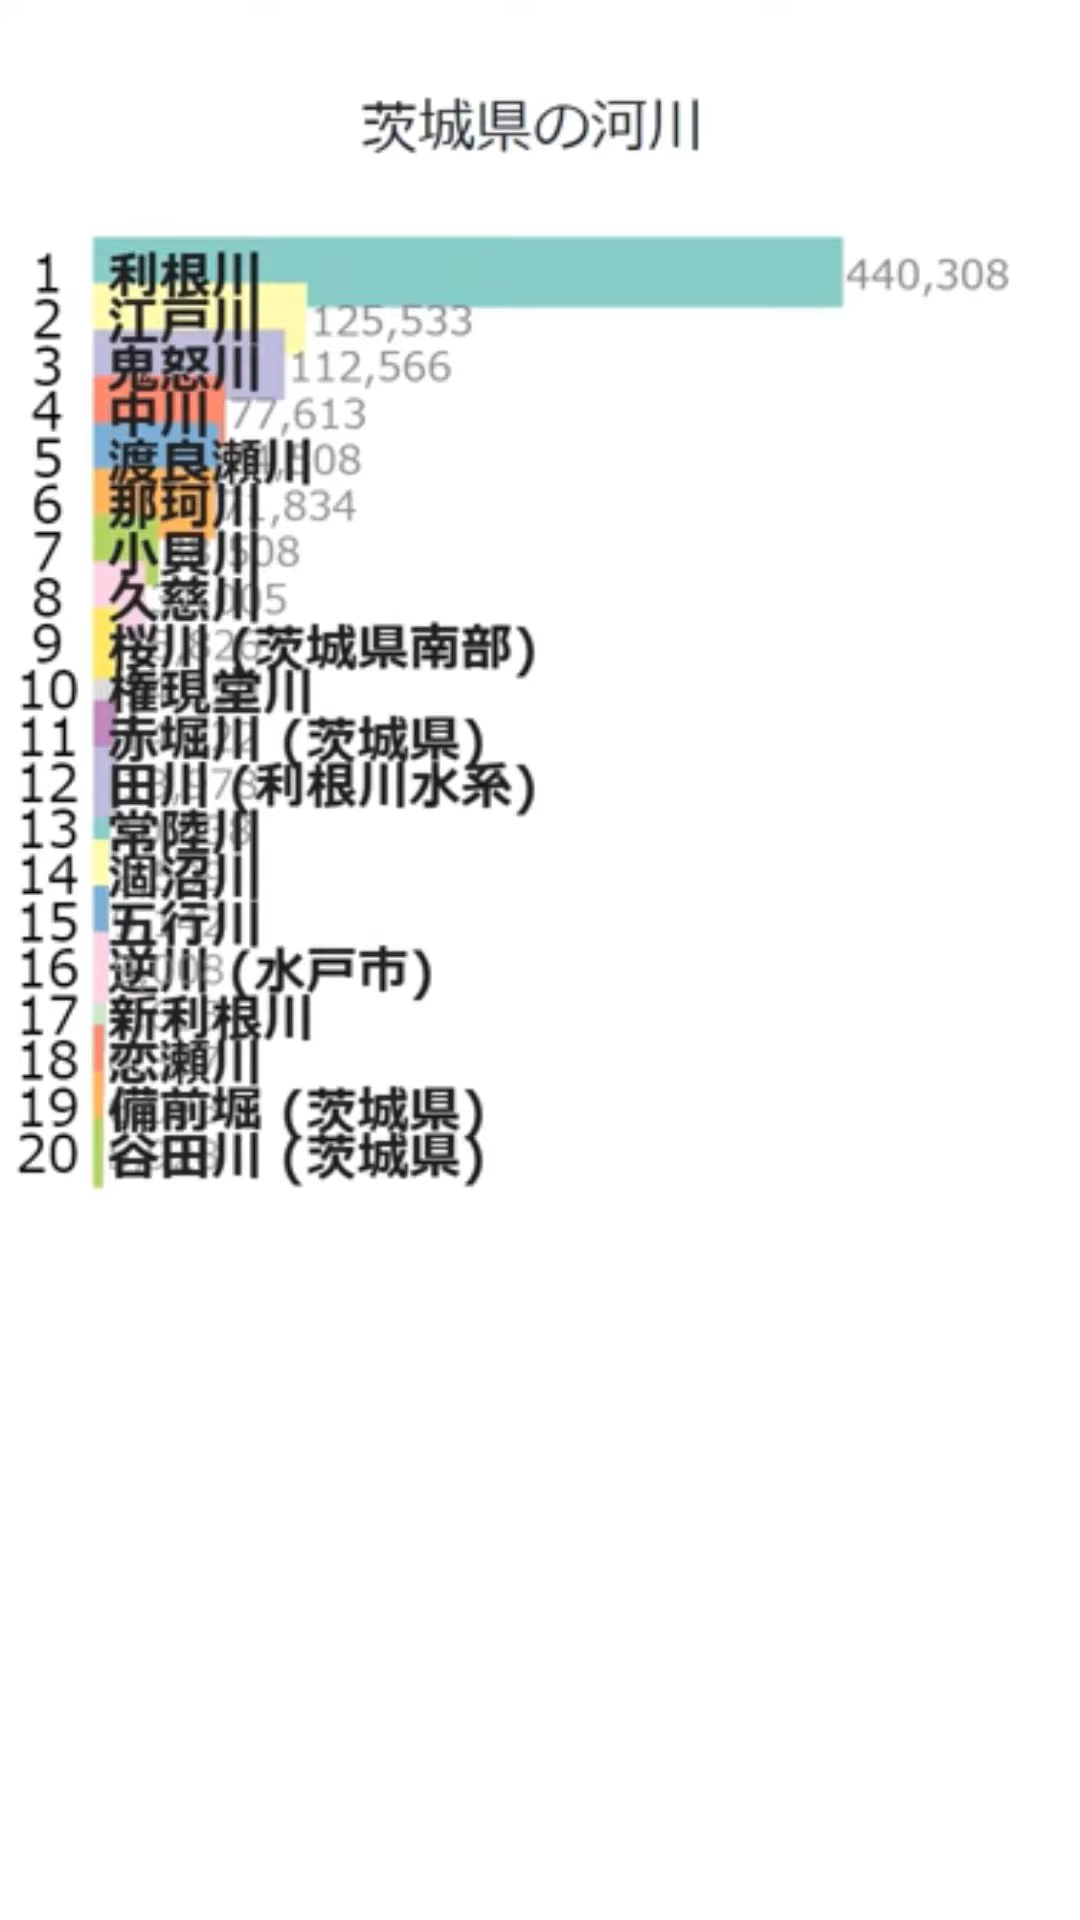 茨城県の河川
1 利根川 440,308
2 江戸川 125,533
3 鬼怒川 112,566
4 中川 77,613
5 渡良瀬川
6 那珂川 71,834
7 小貝川
8 久慈川
9 桜川 (茨城県南部)
10 権現堂川
11 赤堀川 (茨城県)
12 田川 (利根川水系)
13 常陸川
14 涸沼川
15 五行川
16 逆川 (水戸市)
17 新利根川
18 恋瀬川
19 備前堀 (茨城県)
20 谷田川 (茨城県)